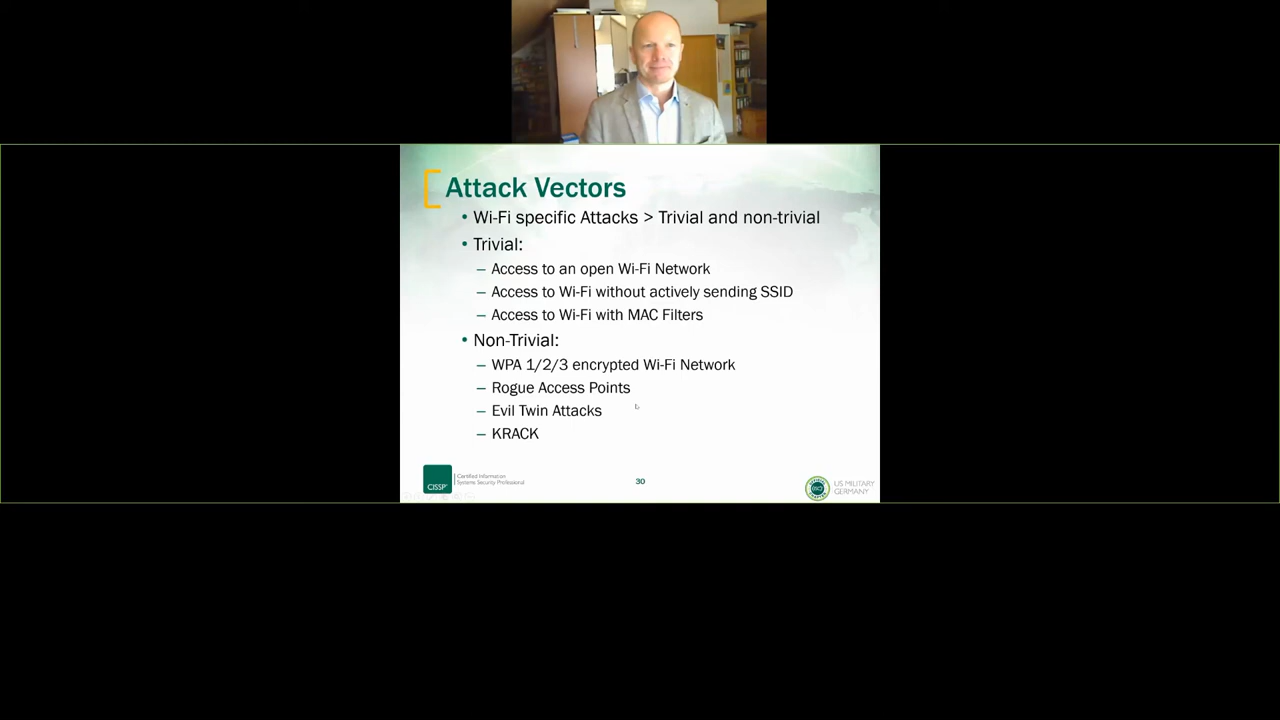 Attack Vectors
• Wi-Fi specific Attacks > Trivial and non-trivial
• Trivial:
– Access to an open Wi-Fi Network
– Access to Wi-Fi without actively sending SSID
– Access to Wi-Fi with MAC Filters
• Non-Trivial:
– WPA 1/2/3 encrypted Wi-Fi Network
– Rogue Access Points
– Evil Twin Attacks
– KRACK
CISSP
Certified Information
Systems Security Professional
30
(ISC)²
US MILITARY
GERMANY